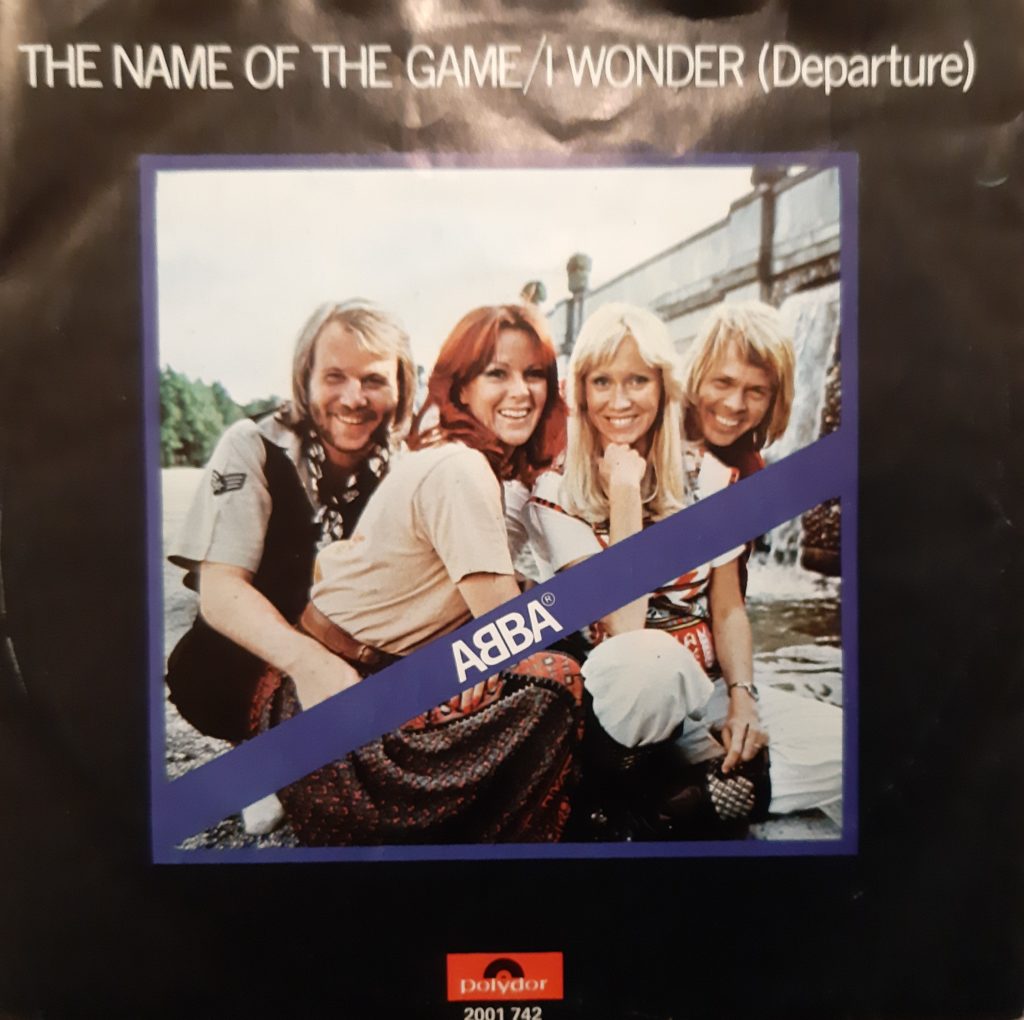 THE NAME OF THE GAME/I WONDER (Departure)
ABBA®
polydor
2001 742